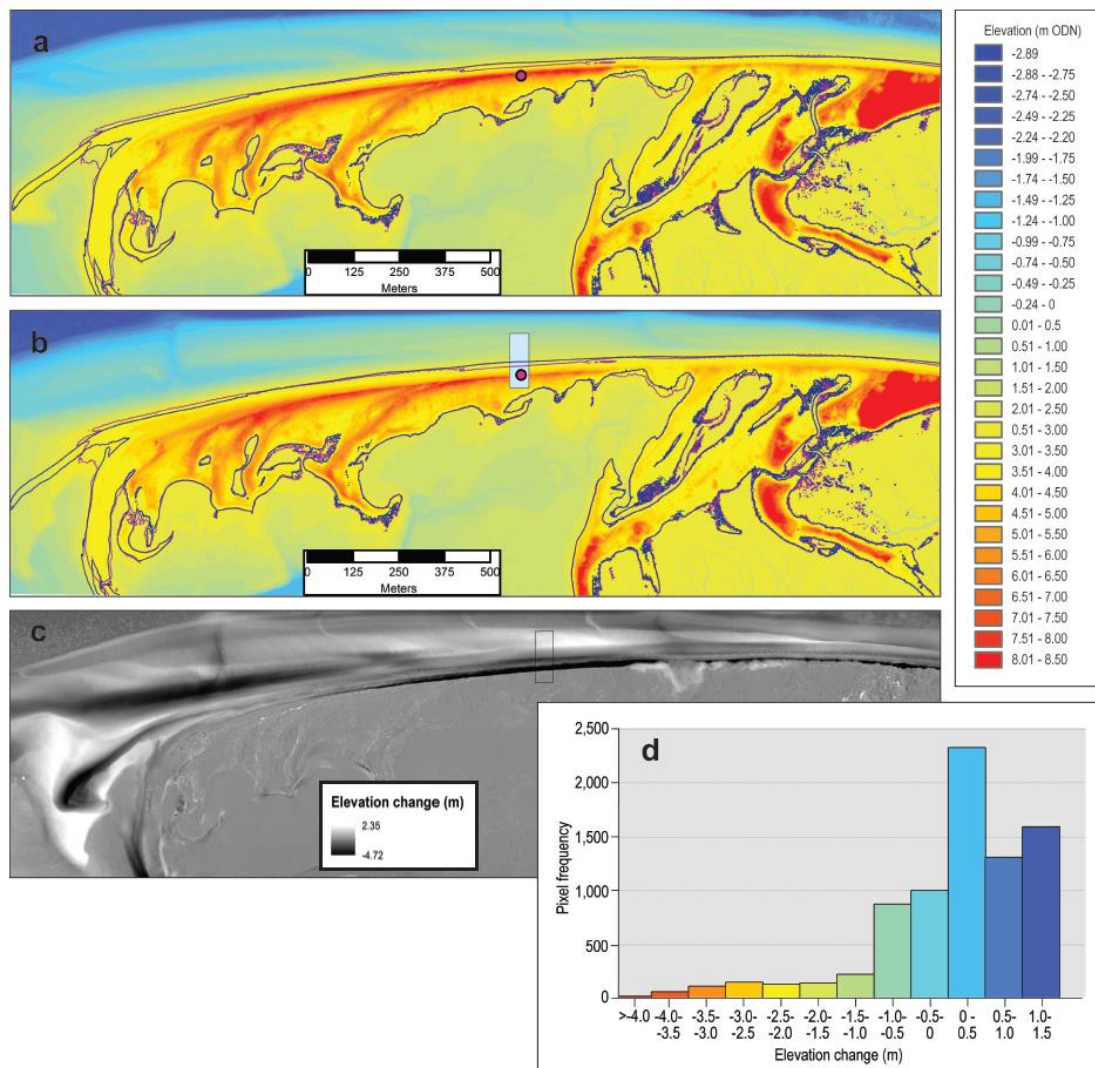 a
0 125 250 375 500
Meters
b
0 125 250 375 500
Meters
c
Elevation change (m)
2.35
-4.72
Elevation (m ODN)
-2.89
-2.88 - -2.75
-2.74 - -2.50
-2.49 - -2.25
-2.24 - -2.20
-1.99 - -1.75
-1.74 - -1.50
-1.49 - -1.25
-1.24 - -1.00
-0.99 - -0.75
-0.74 - -0.50
-0.49 - -0.25
-0.24 - 0
0.01 - 0.5
0.51 - 1.00
1.01 - 1.50
1.51 - 2.00
2.01 - 2.50
0.51 - 3.00
3.01 - 3.50
3.51 - 4.00
4.01 - 4.50
4.51 - 5.00
5.01 - 5.50
5.51 - 6.00
6.01 - 6.50
6.51 - 7.00
7.01 - 7.50
7.51 - 8.00
8.01 - 8.50
d
Pixel frequency
2,500
2,000
1,500
1,000
500
0
>-4.0 -4.0- -3.5- -3.0- -2.5- -2.0- -1.5- -1.0- -0.5- 0 - 0.5- 1.0-
-3.5 -3.0 -2.5 -2.0 -1.5 -1.0 -0.5 0 0.5 1.0 1.5
Elevation change (m)